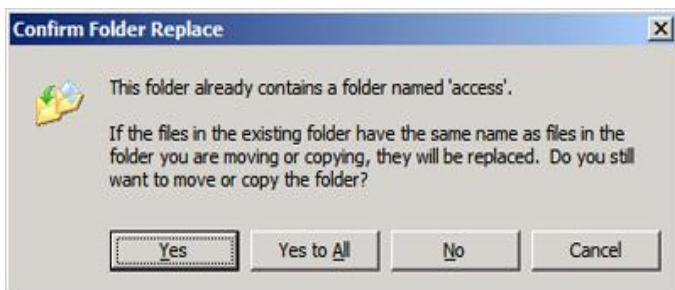 Confirm Folder Replace
This folder already contains a folder named 'access'.
If the files in the existing folder have the same name as files in the
folder you are moving or copying, they will be replaced. Do you still
want to move or copy the folder?
Yes
Yes to All
No
Cancel